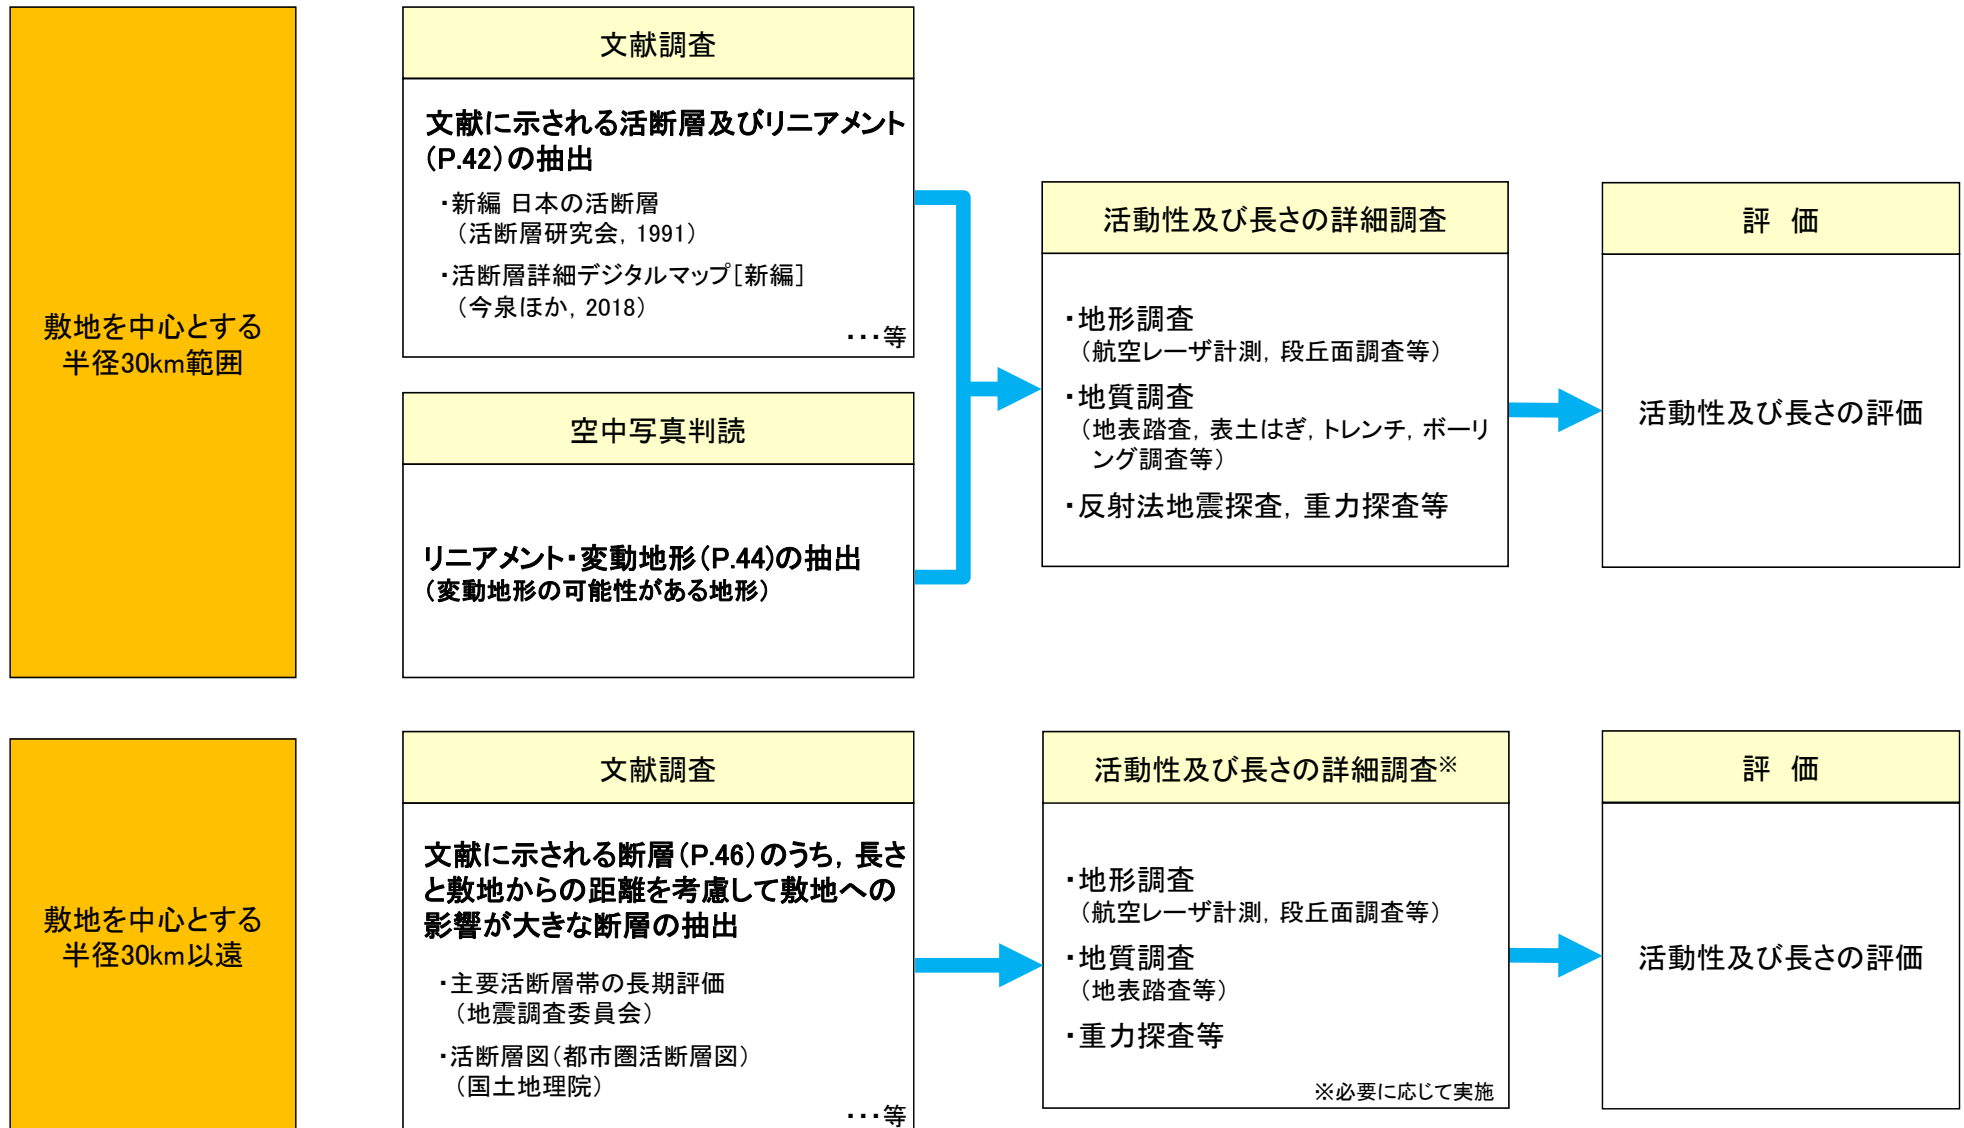 敷地を中心とする
半径30km範囲
文献調査
文献に示される活断層及びリニアメント
(P.42)の抽出
・新編 日本の活断層
（活断層研究会，1991）
・活断層詳細デジタルマップ［新編］
（今泉ほか，2018）
･･･等
空中写真判読
リニアメント・変動地形(P.44)の抽出
（変動地形の可能性がある地形）
活動性及び長さの詳細調査
・地形調査
（航空レーザ計測，段丘面調査等）
・地質調査
（地表踏査，表土はぎ，トレンチ，ボーリ
ング調査等）
・反射法地震探査，重力探査等
評　価
活動性及び長さの評価
敷地を中心とする
半径30km以遠
文献調査
文献に示される断層(P.46)のうち，長さ
と敷地からの距離を考慮して敷地への
影響が大きな断層の抽出
・主要活断層帯の長期評価
（地震調査委員会）
・活断層図（都市圏活断層図）
（国土地理院）
･･･等
活動性及び長さの詳細調査※
・地形調査
（航空レーザ計測，段丘面調査等）
・地質調査
（地表踏査等）
・重力探査等
※必要に応じて実施
評　価
活動性及び長さの評価